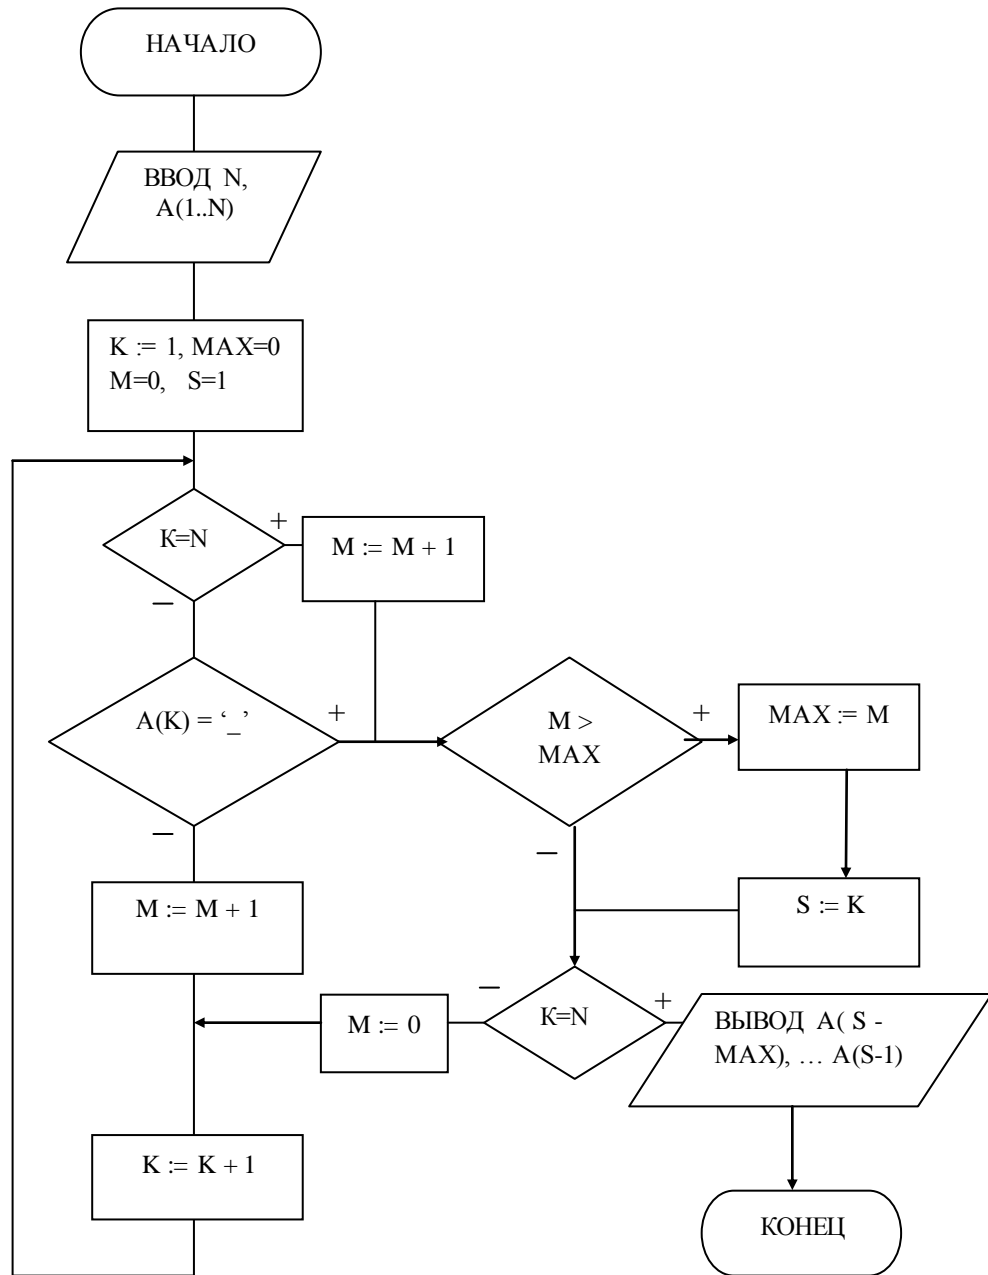 НАЧАЛО
ВВОД N,
A(1..N)
K := 1, MAX=0
M=0, S=1
K=N
+
M := M + 1
–
A(K) = ‘_’
+
M >
MAX
+
MAX := M
–
–
M := M + 1
S := K
–
M := 0
K=N
+
ВЫВОД A( S -
MAX), … A(S-1)
K := K + 1
КОНЕЦ